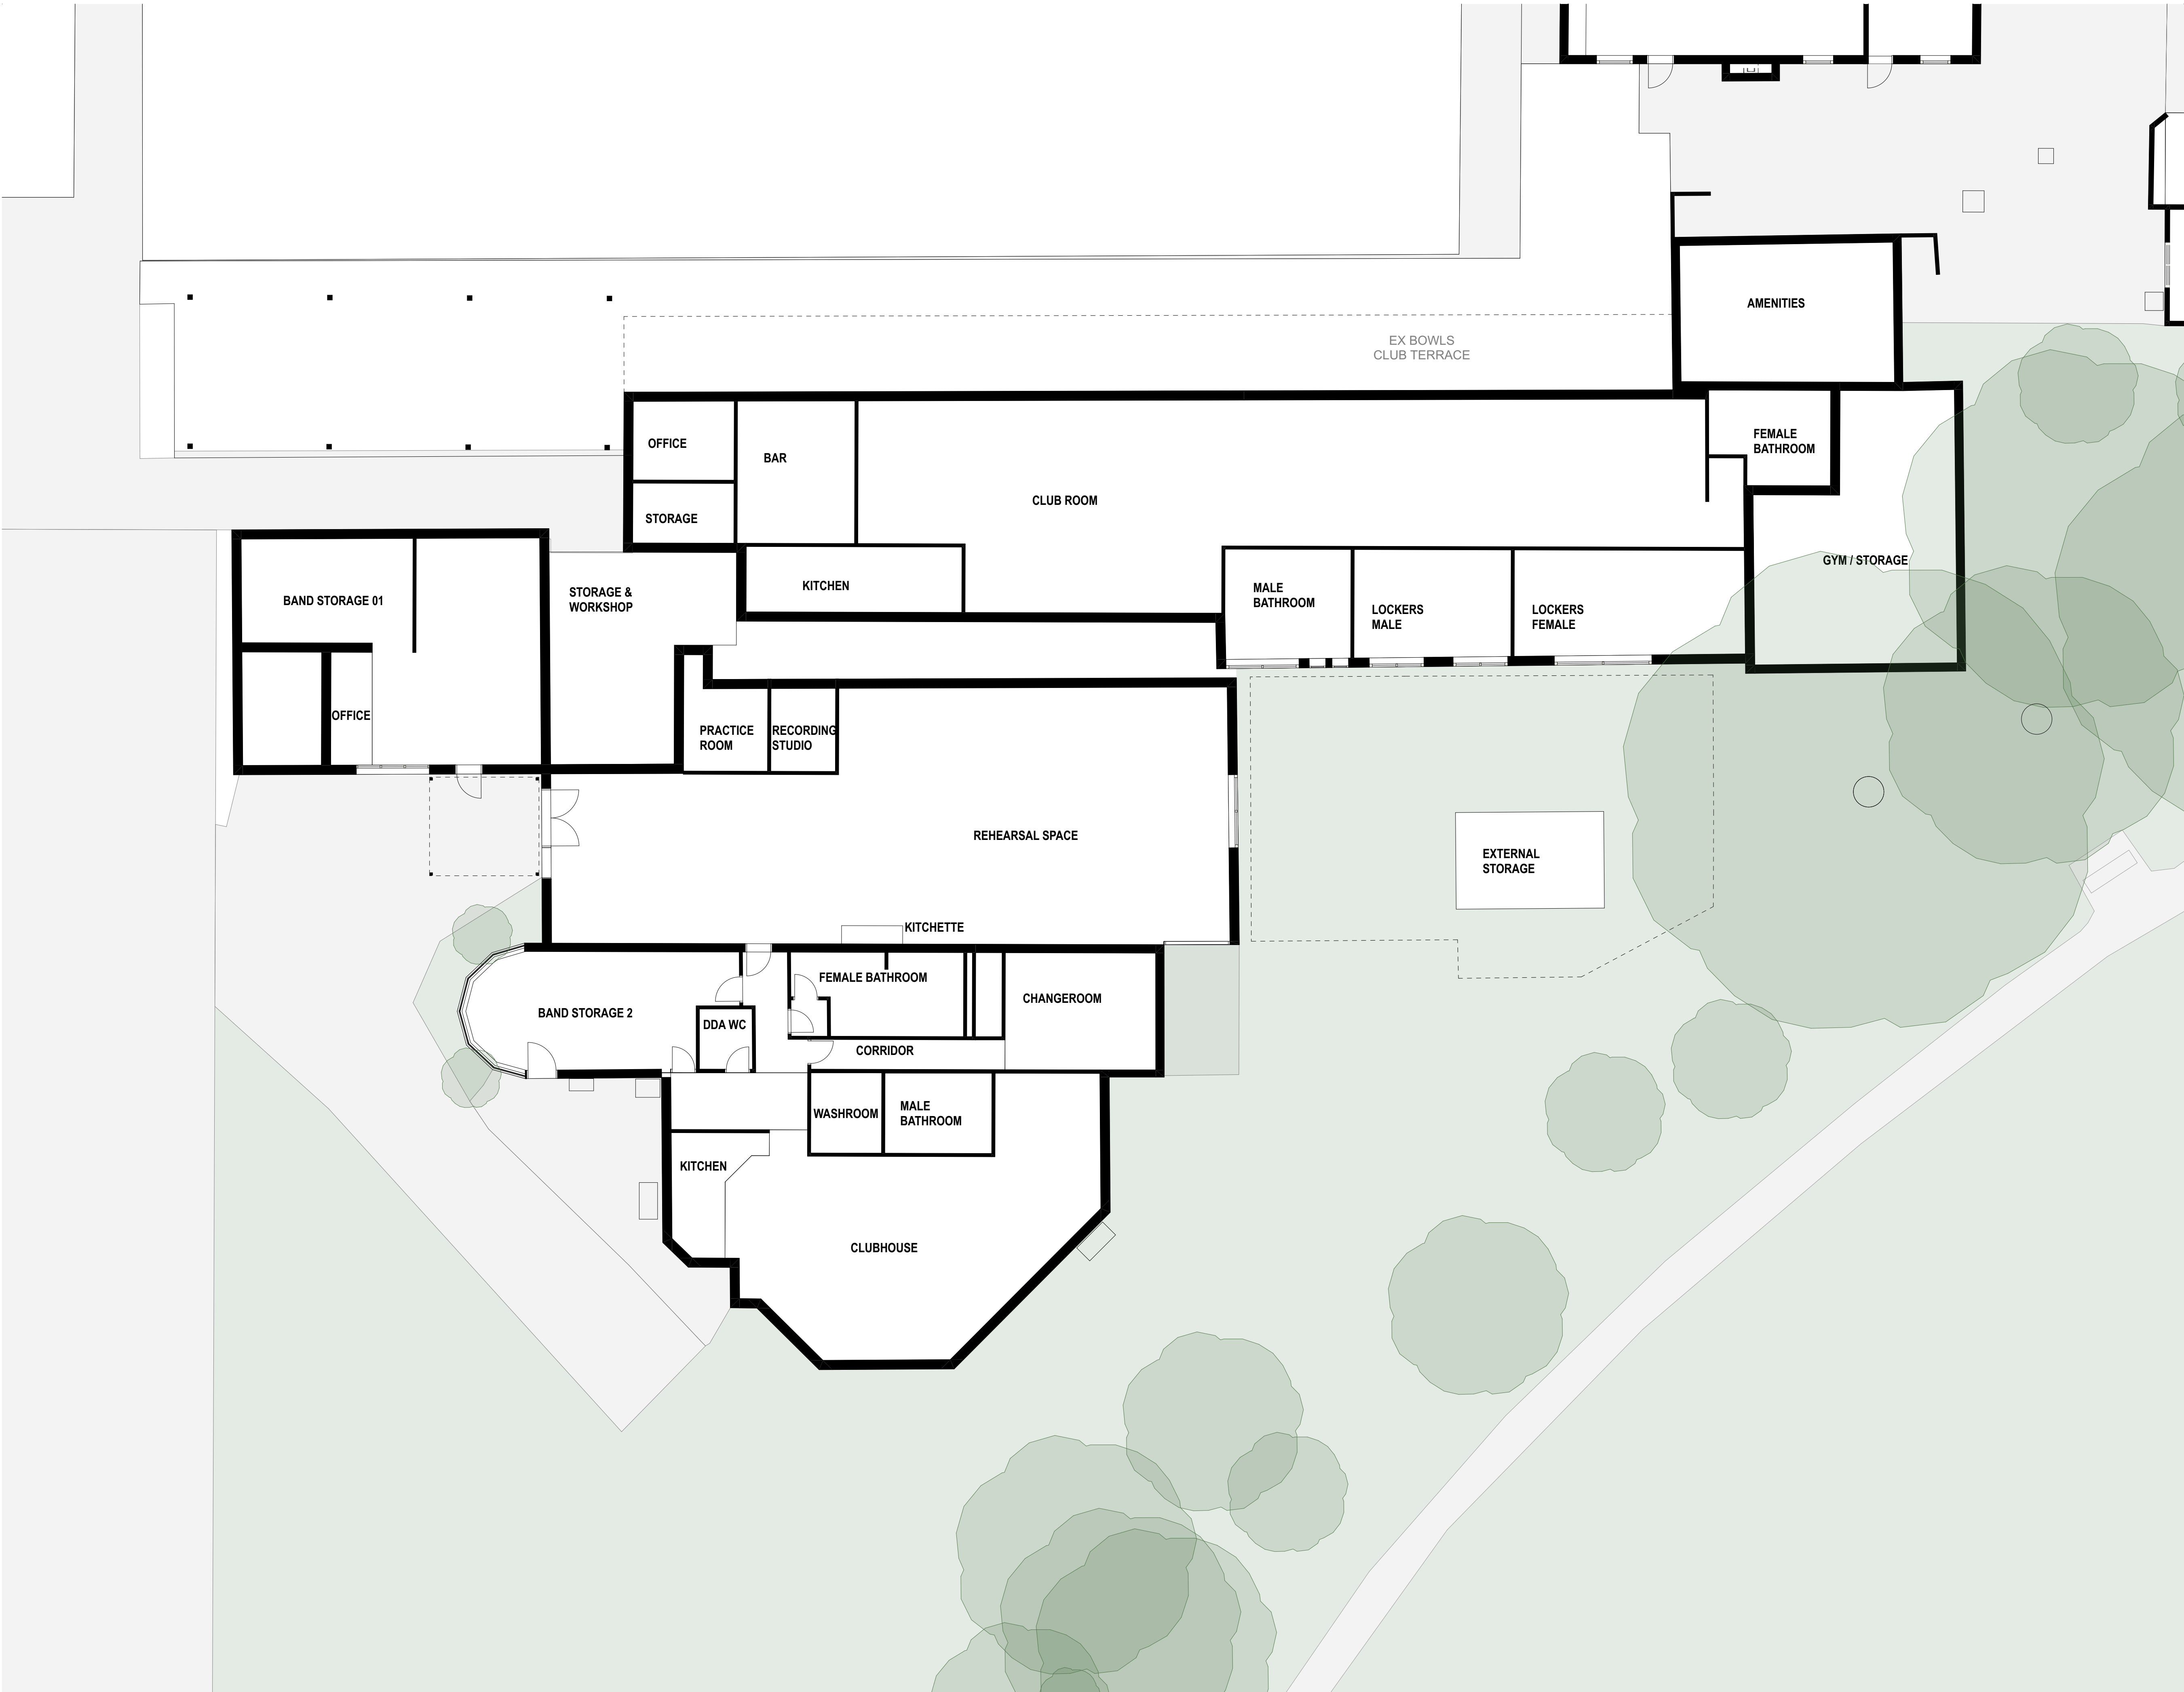 AMENITIES
EX BOWLS
CLUB TERRACE
OFFICE
BAR
FEMALE
BATHROOM
CLUB ROOM
STORAGE
GYM / STORAGE
KITCHEN
MALE
BATHROOM
STORAGE &
WORKSHOP
BAND STORAGE 01
LOCKERS
MALE
LOCKERS
FEMALE
OFFICE
PRACTICE
ROOM
RECORDING
STUDIO
REHEARSAL SPACE
EXTERNAL
STORAGE
KITCHETTE
FEMALE BATHROOM
CHANGEROOM
BAND STORAGE 2
DDA WC
CORRIDOR
WASHROOM
MALE
BATHROOM
KITCHEN
CLUBHOUSE